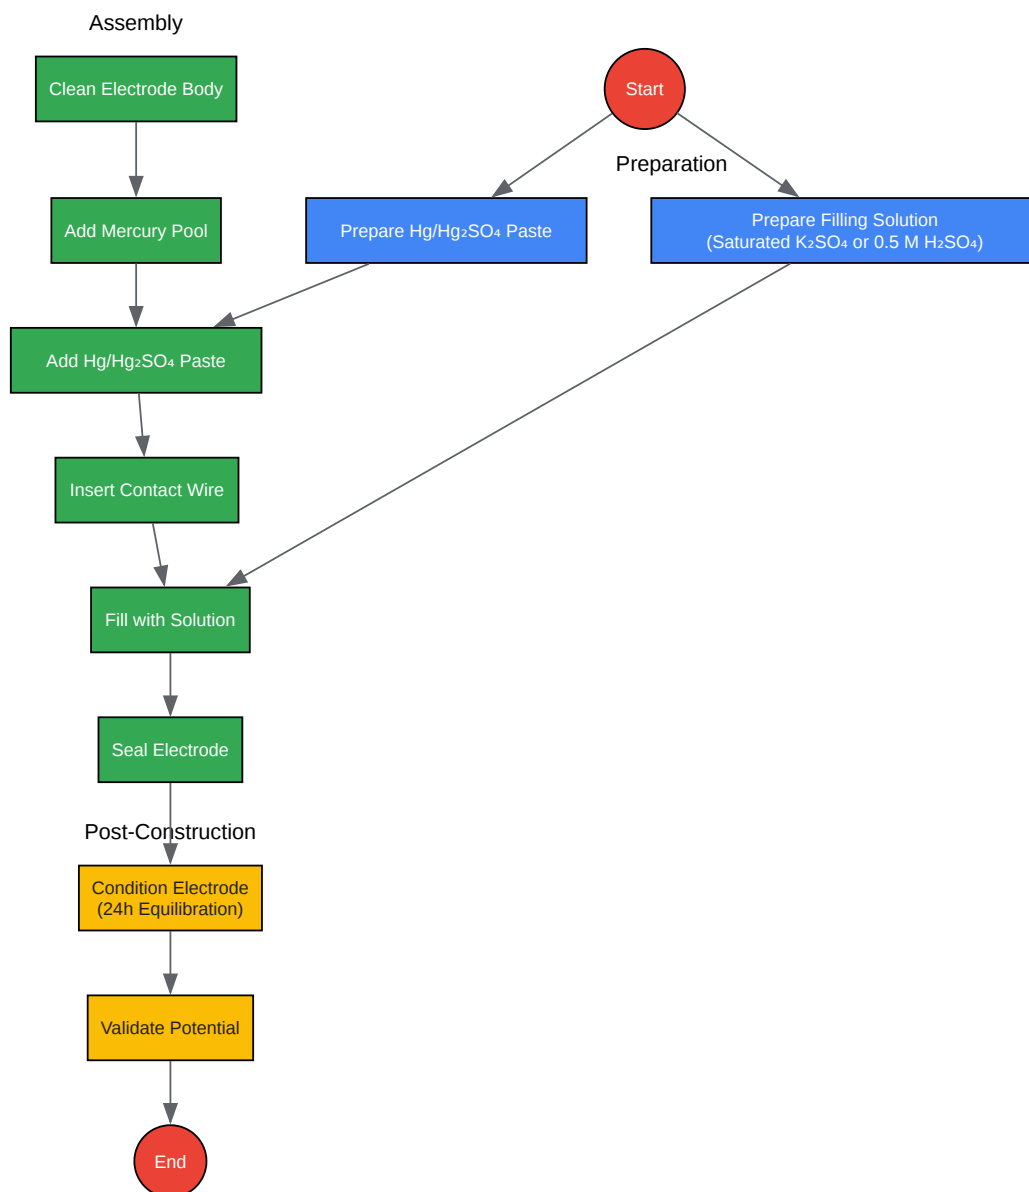 Assembly
Clean Electrode Body
Start
Preparation
Add Mercury Pool
Prepare Hg/Hg₂SO₄ Paste
Prepare Filling Solution
(Saturated K₂SO₄ or 0.5 M H₂SO₄)
Add Hg/Hg₂SO₄ Paste
Insert Contact Wire
Fill with Solution
Seal Electrode
Post-Construction
Condition Electrode
(24h Equilibration)
Validate Potential
End